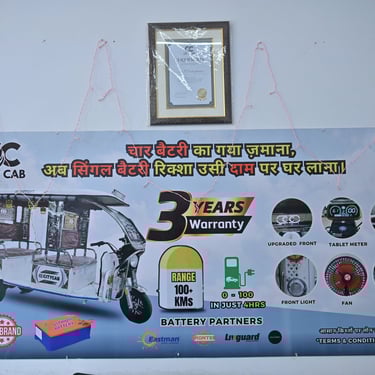 चार बैटरी का गया ज़माना,
अब सिंगल बैटरी रिक्शा उसी दाम पर घर लाना।
CAB
3 YEARS
Warranty
RANGE
100+
KMs
0 - 100
IN JUST 4HRS
UPGRADED FRONT
TABLET METER
FRONT LIGHT
FAN
BATTERY PARTNERS
Eastman
Livguard
BRAND
*TERMS & CONDITI